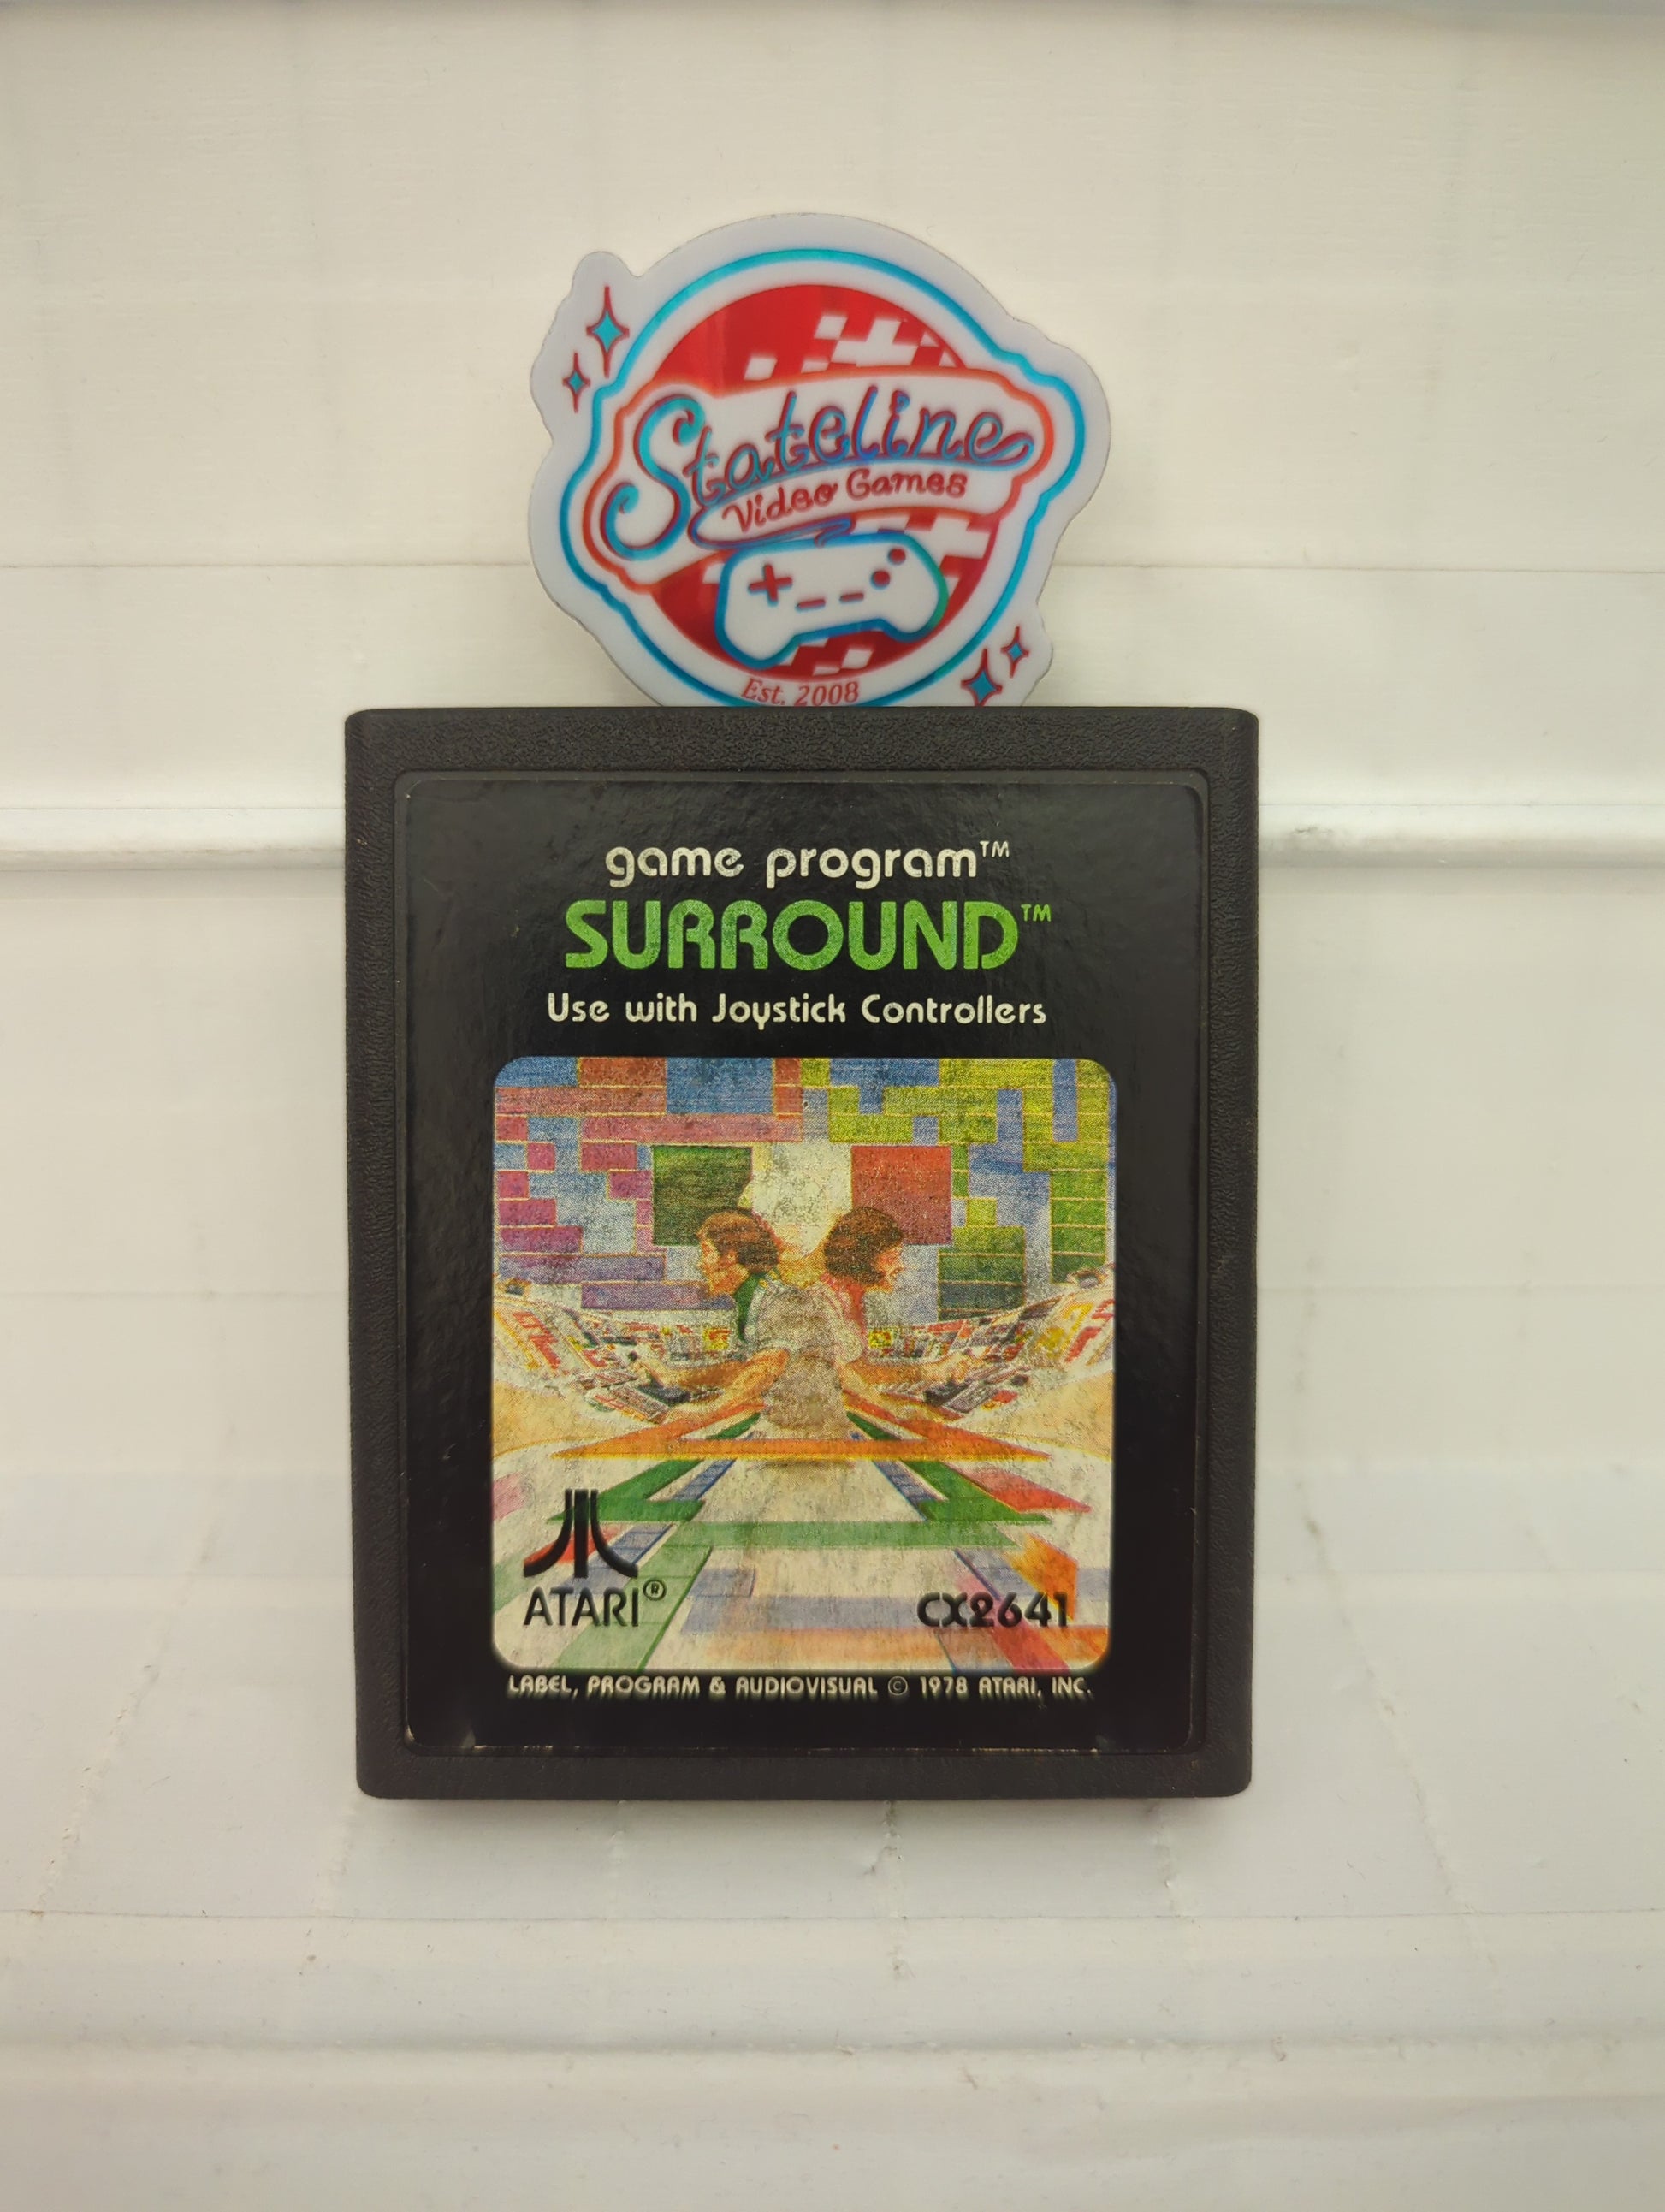 Stateline
Video Games
Est. 2008
game program™
SURROUND™
Use with Joystick Controllers
ATARI®
CX2641
LABEL, PROGRAM & AUDIOVISUAL © 1978 ATARI, INC.